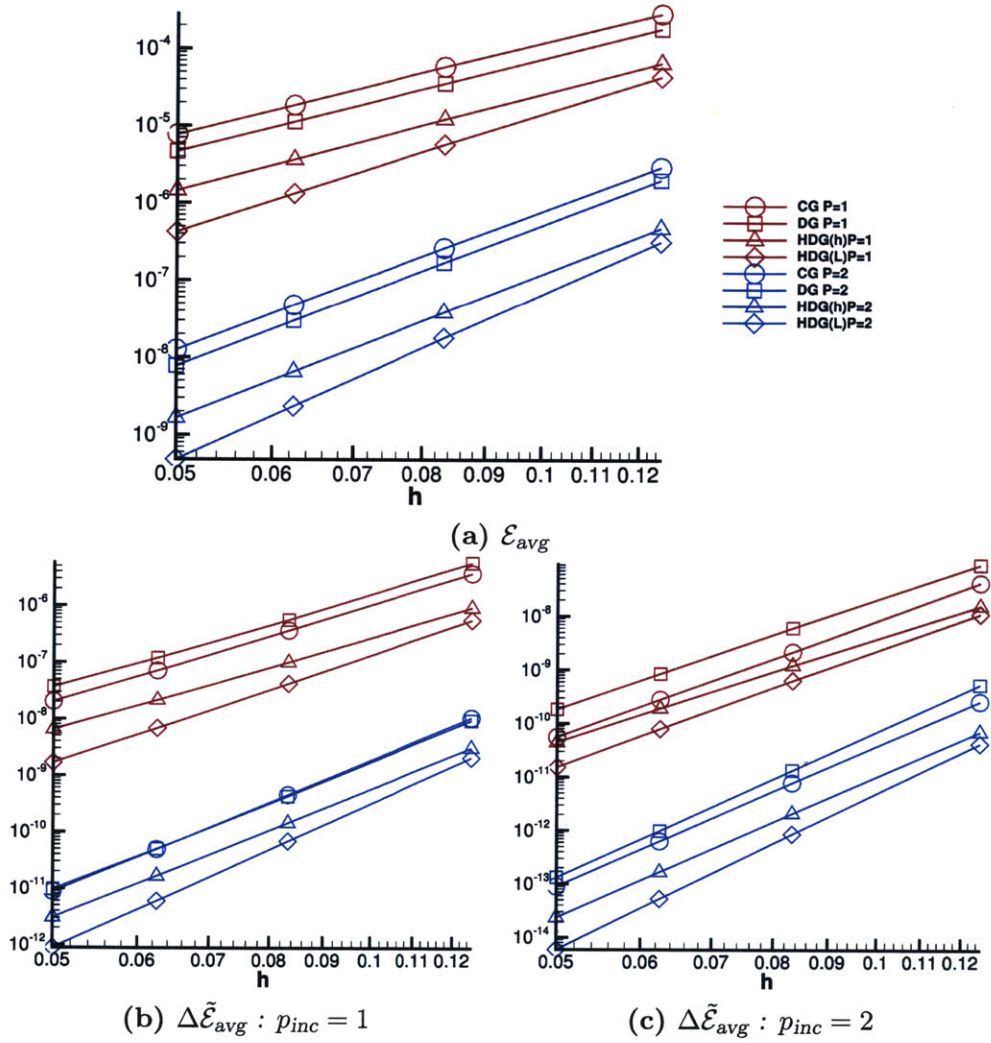 10⁻⁴
10⁻⁵
10⁻⁶
10⁻⁷
10⁻⁸
10⁻⁹
0.05 0.06 0.07 0.08 0.09 0.1 0.11 0.12
h
CG P=1
DG P=1
HDG(h)P=1
HDG(L)P=1
CG P=2
DG P=2
HDG(h)P=2
HDG(L)P=2
(a) ℰavg
10⁻⁶
10⁻⁷
10⁻⁸
10⁻⁹
10⁻¹⁰
10⁻¹¹
10⁻¹²
0.05 0.06 0.07 0.08 0.09 0.1 0.11 0.12
h
(b) Δℰ̃avg : pinc = 1
10⁻⁸
10⁻⁹
10⁻¹⁰
10⁻¹¹
10⁻¹²
10⁻¹³
10⁻¹⁴
0.05 0.06 0.07 0.08 0.09 0.1 0.11 0.12
h
(c) Δℰ̃avg : pinc = 2